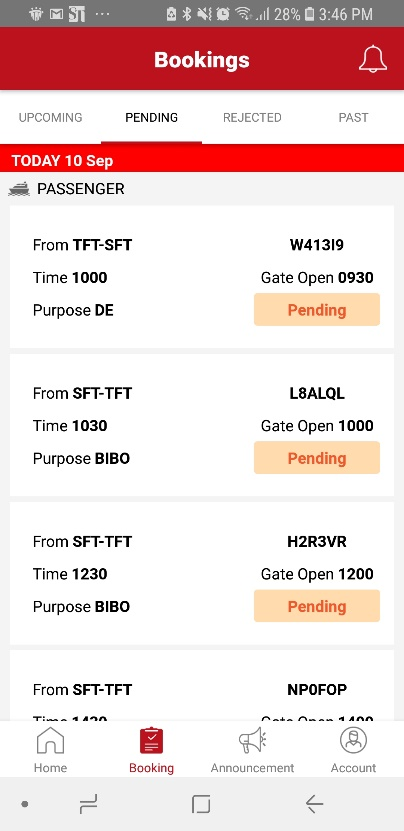 28% 3:46 PM
Bookings
UPCOMING PENDING REJECTED PAST
TODAY 10 Sep
PASSENGER
From TFT-SFT W413I9
Time 1000 Gate Open 0930
Purpose DE Pending
From SFT-TFT L8ALQL
Time 1030 Gate Open 1000
Purpose BIBO Pending
From SFT-TFT H2R3VR
Time 1230 Gate Open 1200
Purpose BIBO Pending
From SFT-TFT NP0FOP
Time 1430 Gate Open 1400
Home Booking Announcement Account